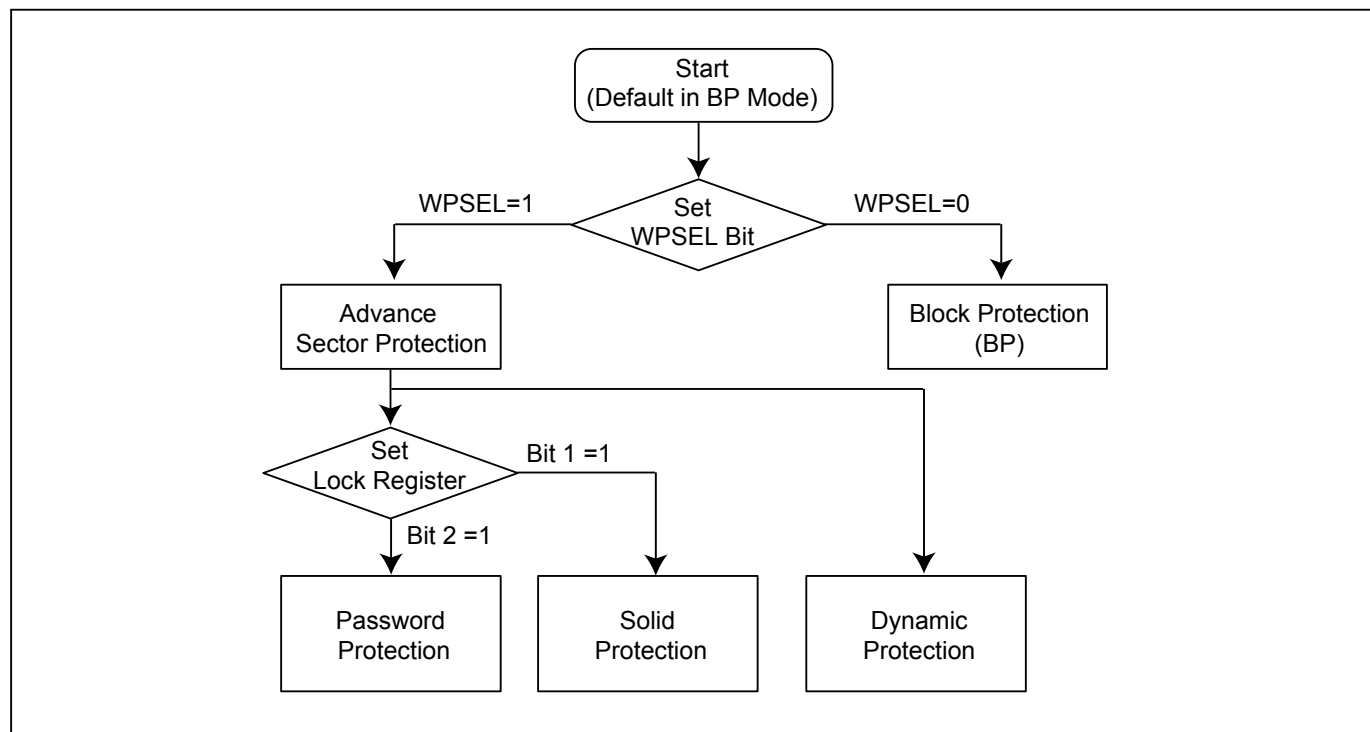 Start
(Default in BP Mode)
WPSEL=1
Set
WPSEL Bit
WPSEL=0
Advance
Sector Protection
Block Protection
(BP)
Set
Lock Register
Bit 1 =1
Bit 2 =1
Password
Protection
Solid
Protection
Dynamic
Protection